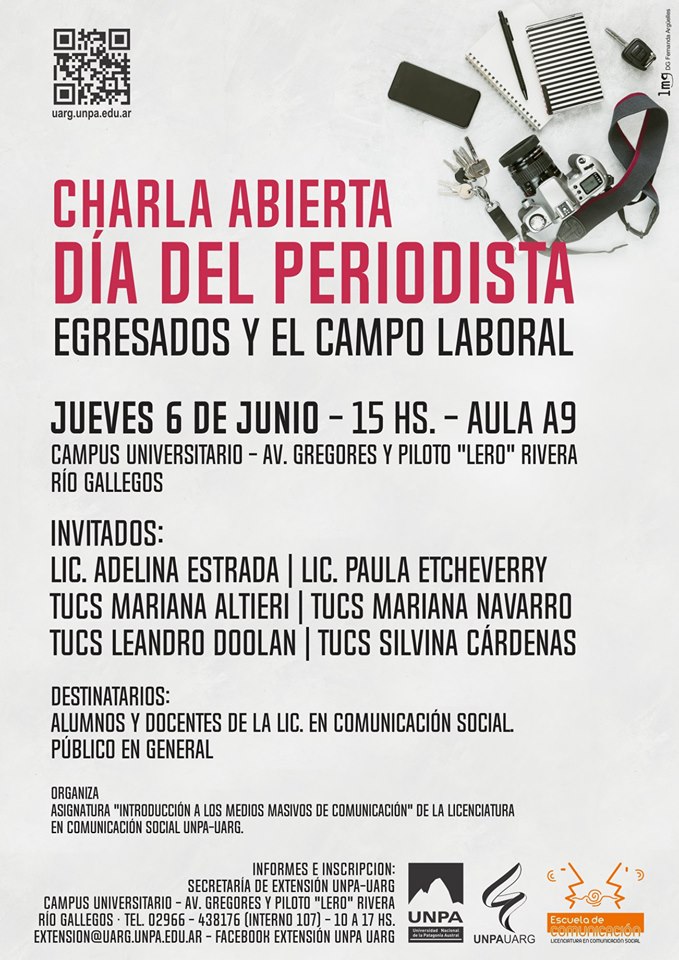 uarg.unpa.edu.ar
lmg DG Fernanda Argüelles
CHARLA ABIERTA
DÍA DEL PERIODISTA
EGRESADOS Y EL CAMPO LABORAL
JUEVES 6 DE JUNIO – 15 HS. – AULA A9
CAMPUS UNIVERSITARIO – AV. GREGORES Y PILOTO "LERO" RIVERA
RÍO GALLEGOS
INVITADOS:
LIC. ADELINA ESTRADA | LIC. PAULA ETCHEVERRY
TUCS MARIANA ALTIERI | TUCS MARIANA NAVARRO
TUCS LEANDRO DOOLAN | TUCS SILVINA CÁRDENAS
DESTINATARIOS:
ALUMNOS Y DOCENTES DE LA LIC. EN COMUNICACIÓN SOCIAL.
PÚBLICO EN GENERAL
ORGANIZA
ASIGNATURA "INTRODUCCIÓN A LOS MEDIOS MASIVOS DE COMUNICACIÓN" DE LA LICENCIATURA
EN COMUNICACIÓN SOCIAL UNPA-UARG.
INFORMES E INSCRIPCION:
SECRETARÍA DE EXTENSIÓN UNPA-UARG
CAMPUS UNIVERSITARIO – AV. GREGORES Y PILOTO "LERO" RIVERA
RÍO GALLEGOS · TEL. 02966 – 438176 (INTERNO 107) – 10 A 17 HS.
EXTENSION@UARG.UNPA.EDU.AR – FACEBOOK EXTENSIÓN UNPA UARG
UNPA
Universidad Nacional
de la Patagonia Austral
UNPAUARG
Escuela de
comunicación
LICENCIATURA EN COMUNICACIÓN SOCIAL